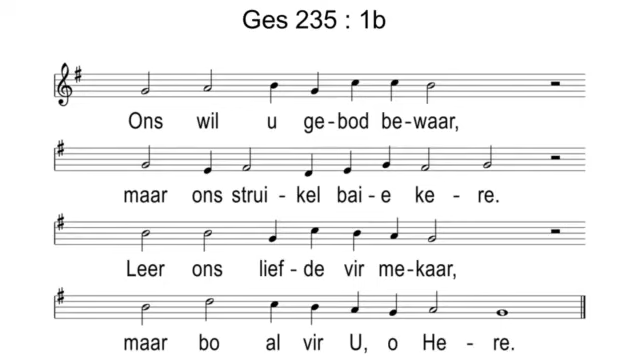 Ges 235 : 1b
Ons wil u ge-bod be-waar,
maar ons strui-kel bai-e ke-re.
Leer ons lief-de vir me-kaar,
maar bo al vir U, o He-re.